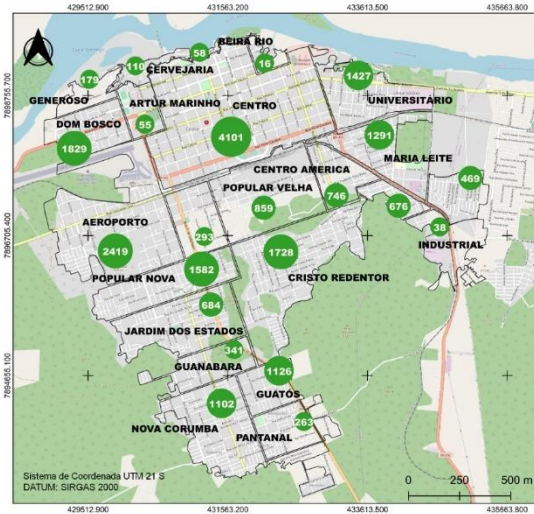 429512.900 431563.200 433613.500 435663.800
7898755.700
7896705.400
7894655.100
BEIRA RIO
58
110
16
179
CERVEJARIA
1427
GENEROSO
ARTUR MARINHO
CENTRO
UNIVERSITÁRIO
DOM BOSCO
55
4101
1291
1829
MARIA LEITE
CENTRO AMERICA
469
POPULAR VELHA
746
859
676
AEROPORTO
293
38
INDUSTRIAL
2419
1582
1728
POPULAR NOVA
CRISTO REDENTOR
684
JARDIM DOS ESTADOS
341
GUANABARA
1126
GUATÓS
1102
NOVA CORUMBA
263
PANTANAL
Sistema de Coordenada UTM 21 S
DATUM: SIRGAS 2000
0 250 500 m
429512.900 431563.200 433613.500 435663.800